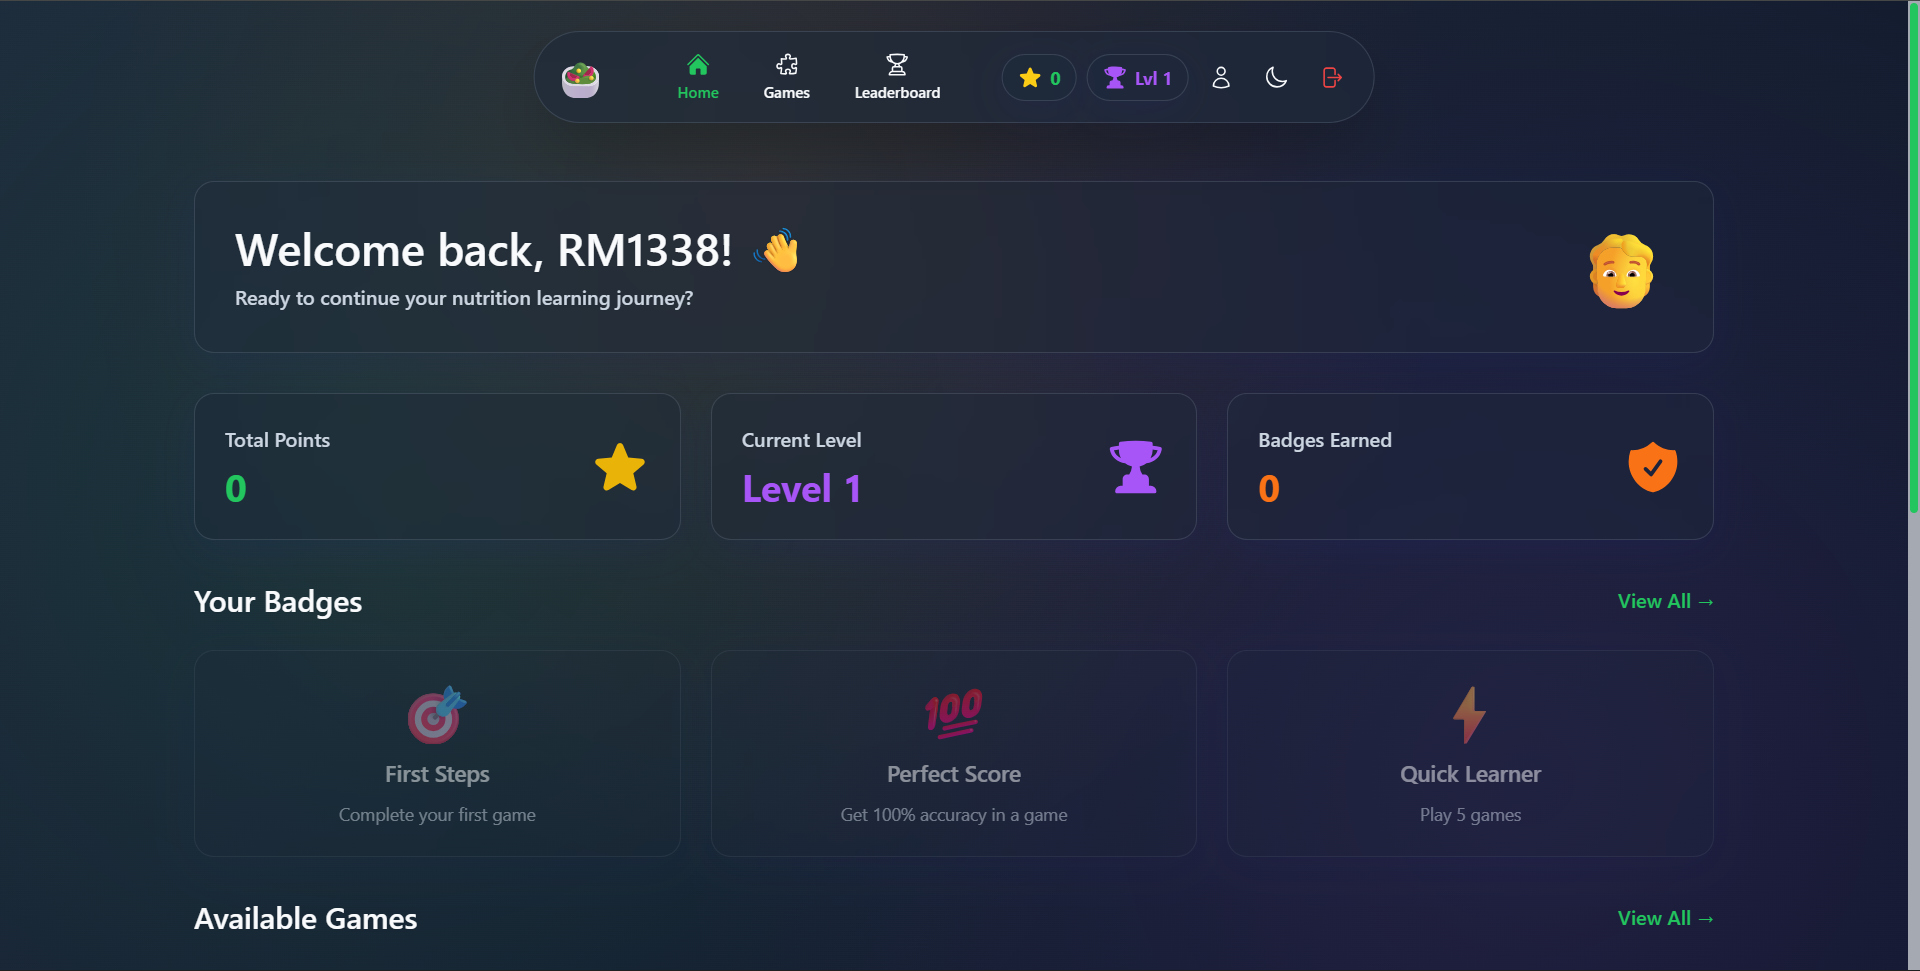 Home
Games
Leaderboard
0
Lvl 1
Welcome back, RM1338!
Ready to continue your nutrition learning journey?
Total Points
0
Current Level
Level 1
Badges Earned
0
Your Badges
View All →
100
First Steps
Complete your first game
Perfect Score
Get 100% accuracy in a game
Quick Learner
Play 5 games
Available Games
View All →